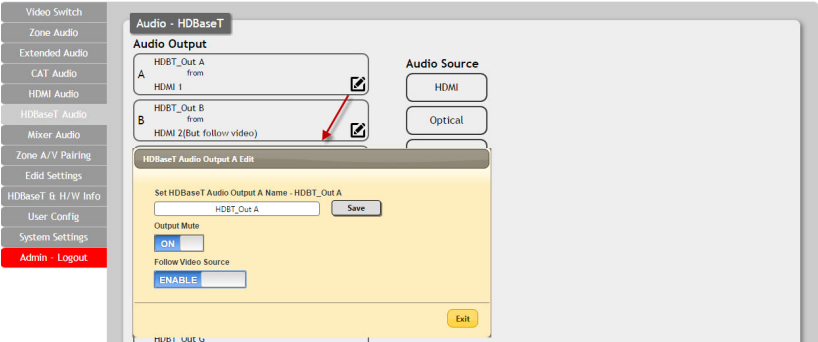 Video Switch
Zone Audio
Extended Audio
CAT Audio
HDMI Audio
HDBaseT Audio
Mixer Audio
Zone A/V Pairing
Edid Settings
HDBaseT & H/W Info
User Config
System Settings
Admin - Logout
Audio - HDBaseT
Audio Output
HDBT_Out A
A
from
HDMI 1
HDBT_Out B
B
from
HDMI 2(But follow video)
Audio Source
HDMI
Optical
HDBaseT Audio Output A Edit
Set HDBaseT Audio Output A Name - HDBT_Out A
HDBT_Out A
Save
Output Mute
ON
Follow Video Source
ENABLE
Exit
HDBT_Out G